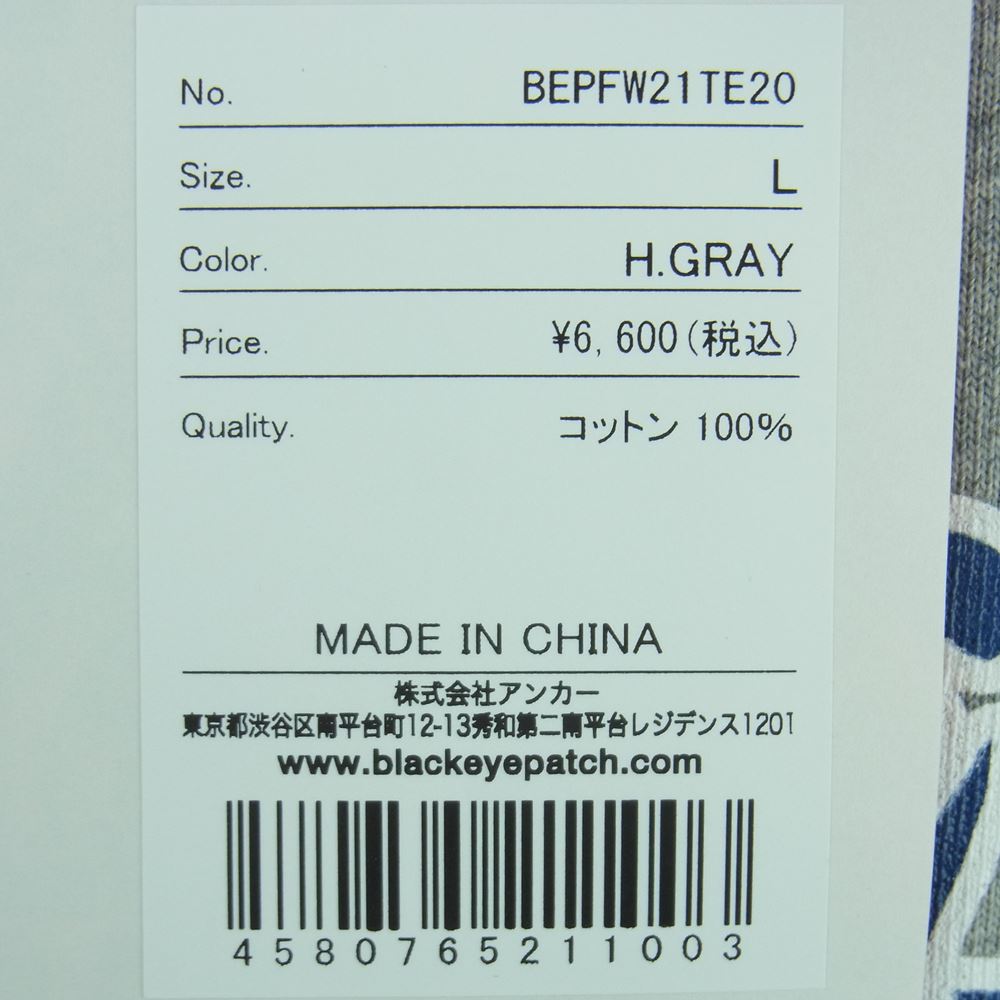 No. BEPFW21TE20
Size. L
Color. H.GRAY
Price. ¥6,600(税込)
Quality. コットン 100%
MADE IN CHINA
株式会社アンカー
東京都渋谷区南平台町12-13秀和第二南平台レジデンス1201
www.blackeyepatch.com
4580765211003